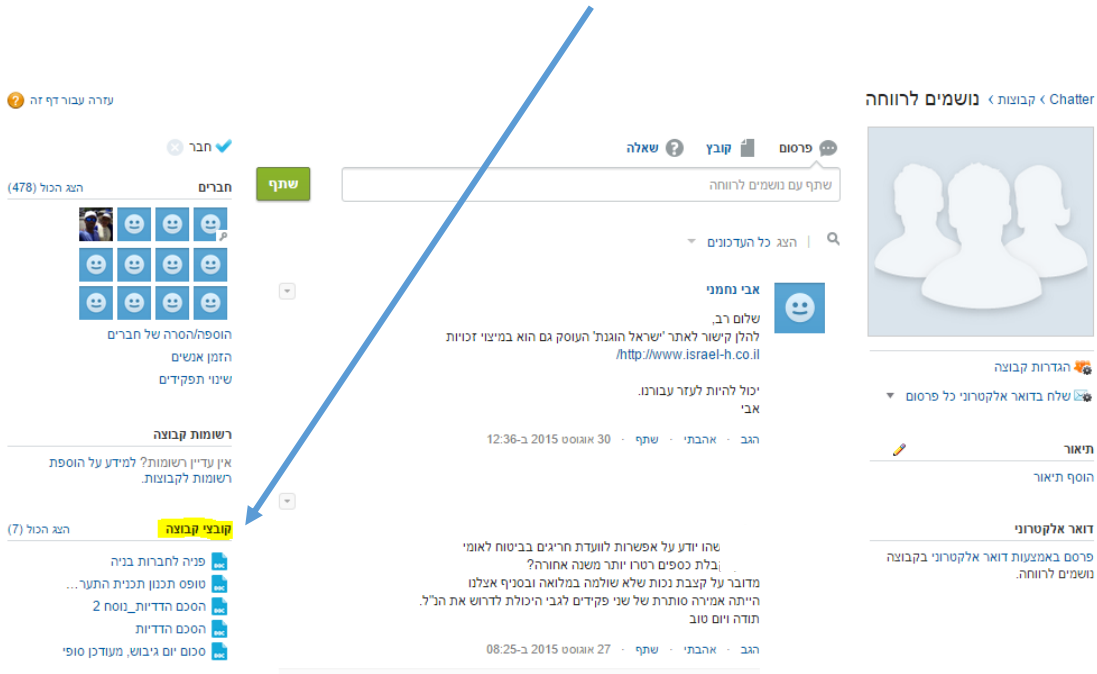 Chatter › קבוצות › נושמים לרווחה
הגדרות קבוצה
שלח בדואר אלקטרוני כל פרסום
תיאור
הוסף תיאור
דואר אלקטרוני
פרסם באמצעות דואר אלקטרוני בקבוצה
נושמים לרווחה.
פרסום
קובץ
שאלה
שתף עם נושמים לרווחה
שתף
הצג כל העדכונים
אבי נחמני
שלום רב,
להלן קישור לאתר 'ישראל הוגנת' העוסק גם הוא במיצוי זכויות
http://www.israel-h.co.il/
יכול להיות לעזר עבורנו.
אבי
הגב · אהבתי · שתף · 30 אוגוסט 2015 ב-12:36
שהו יודע על אפשרות לוועדת חריגים בביטוח לאומי
בלת כספים רטרו יותר משנה אחורה?
מדובר על קצבת נכות שלא שולמה במלואה ובסניף אצלנו
הייתה אמירה סותרת של שני פקידים לגבי היכולת לדרוש את הנ"ל.
תודה ויום טוב
הגב · אהבתי · שתף · 27 אוגוסט 2015 ב-08:25
עזרה עבור דף זה
חבר
חברים
הצג הכול (478)
הוספה/הסרה של חברים
הזמן אנשים
שינוי תפקידים
רשומות קבוצה
אין עדיין רשומות? למידע על הוספת
רשומות לקבוצות.
קובצי קבוצה
הצג הכול (7)
פניה לחברות בניה
טופס תכנון תכנית התער...
הסכם הדדיות_נוסח 2
הסכם הדדיות
סכום יום גיבוש, מעודכן סופי